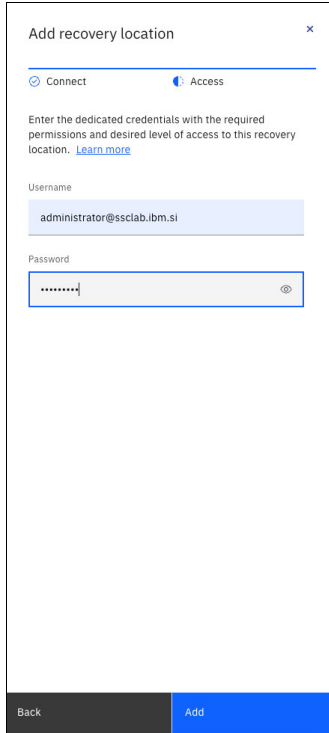 Add recovery location
Connect
Access
Enter the dedicated credentials with the required
permissions and desired level of access to this recovery
location. Learn more
Username
administrator@ssclab.ibm.si
Password
•••••••••
Back
Add